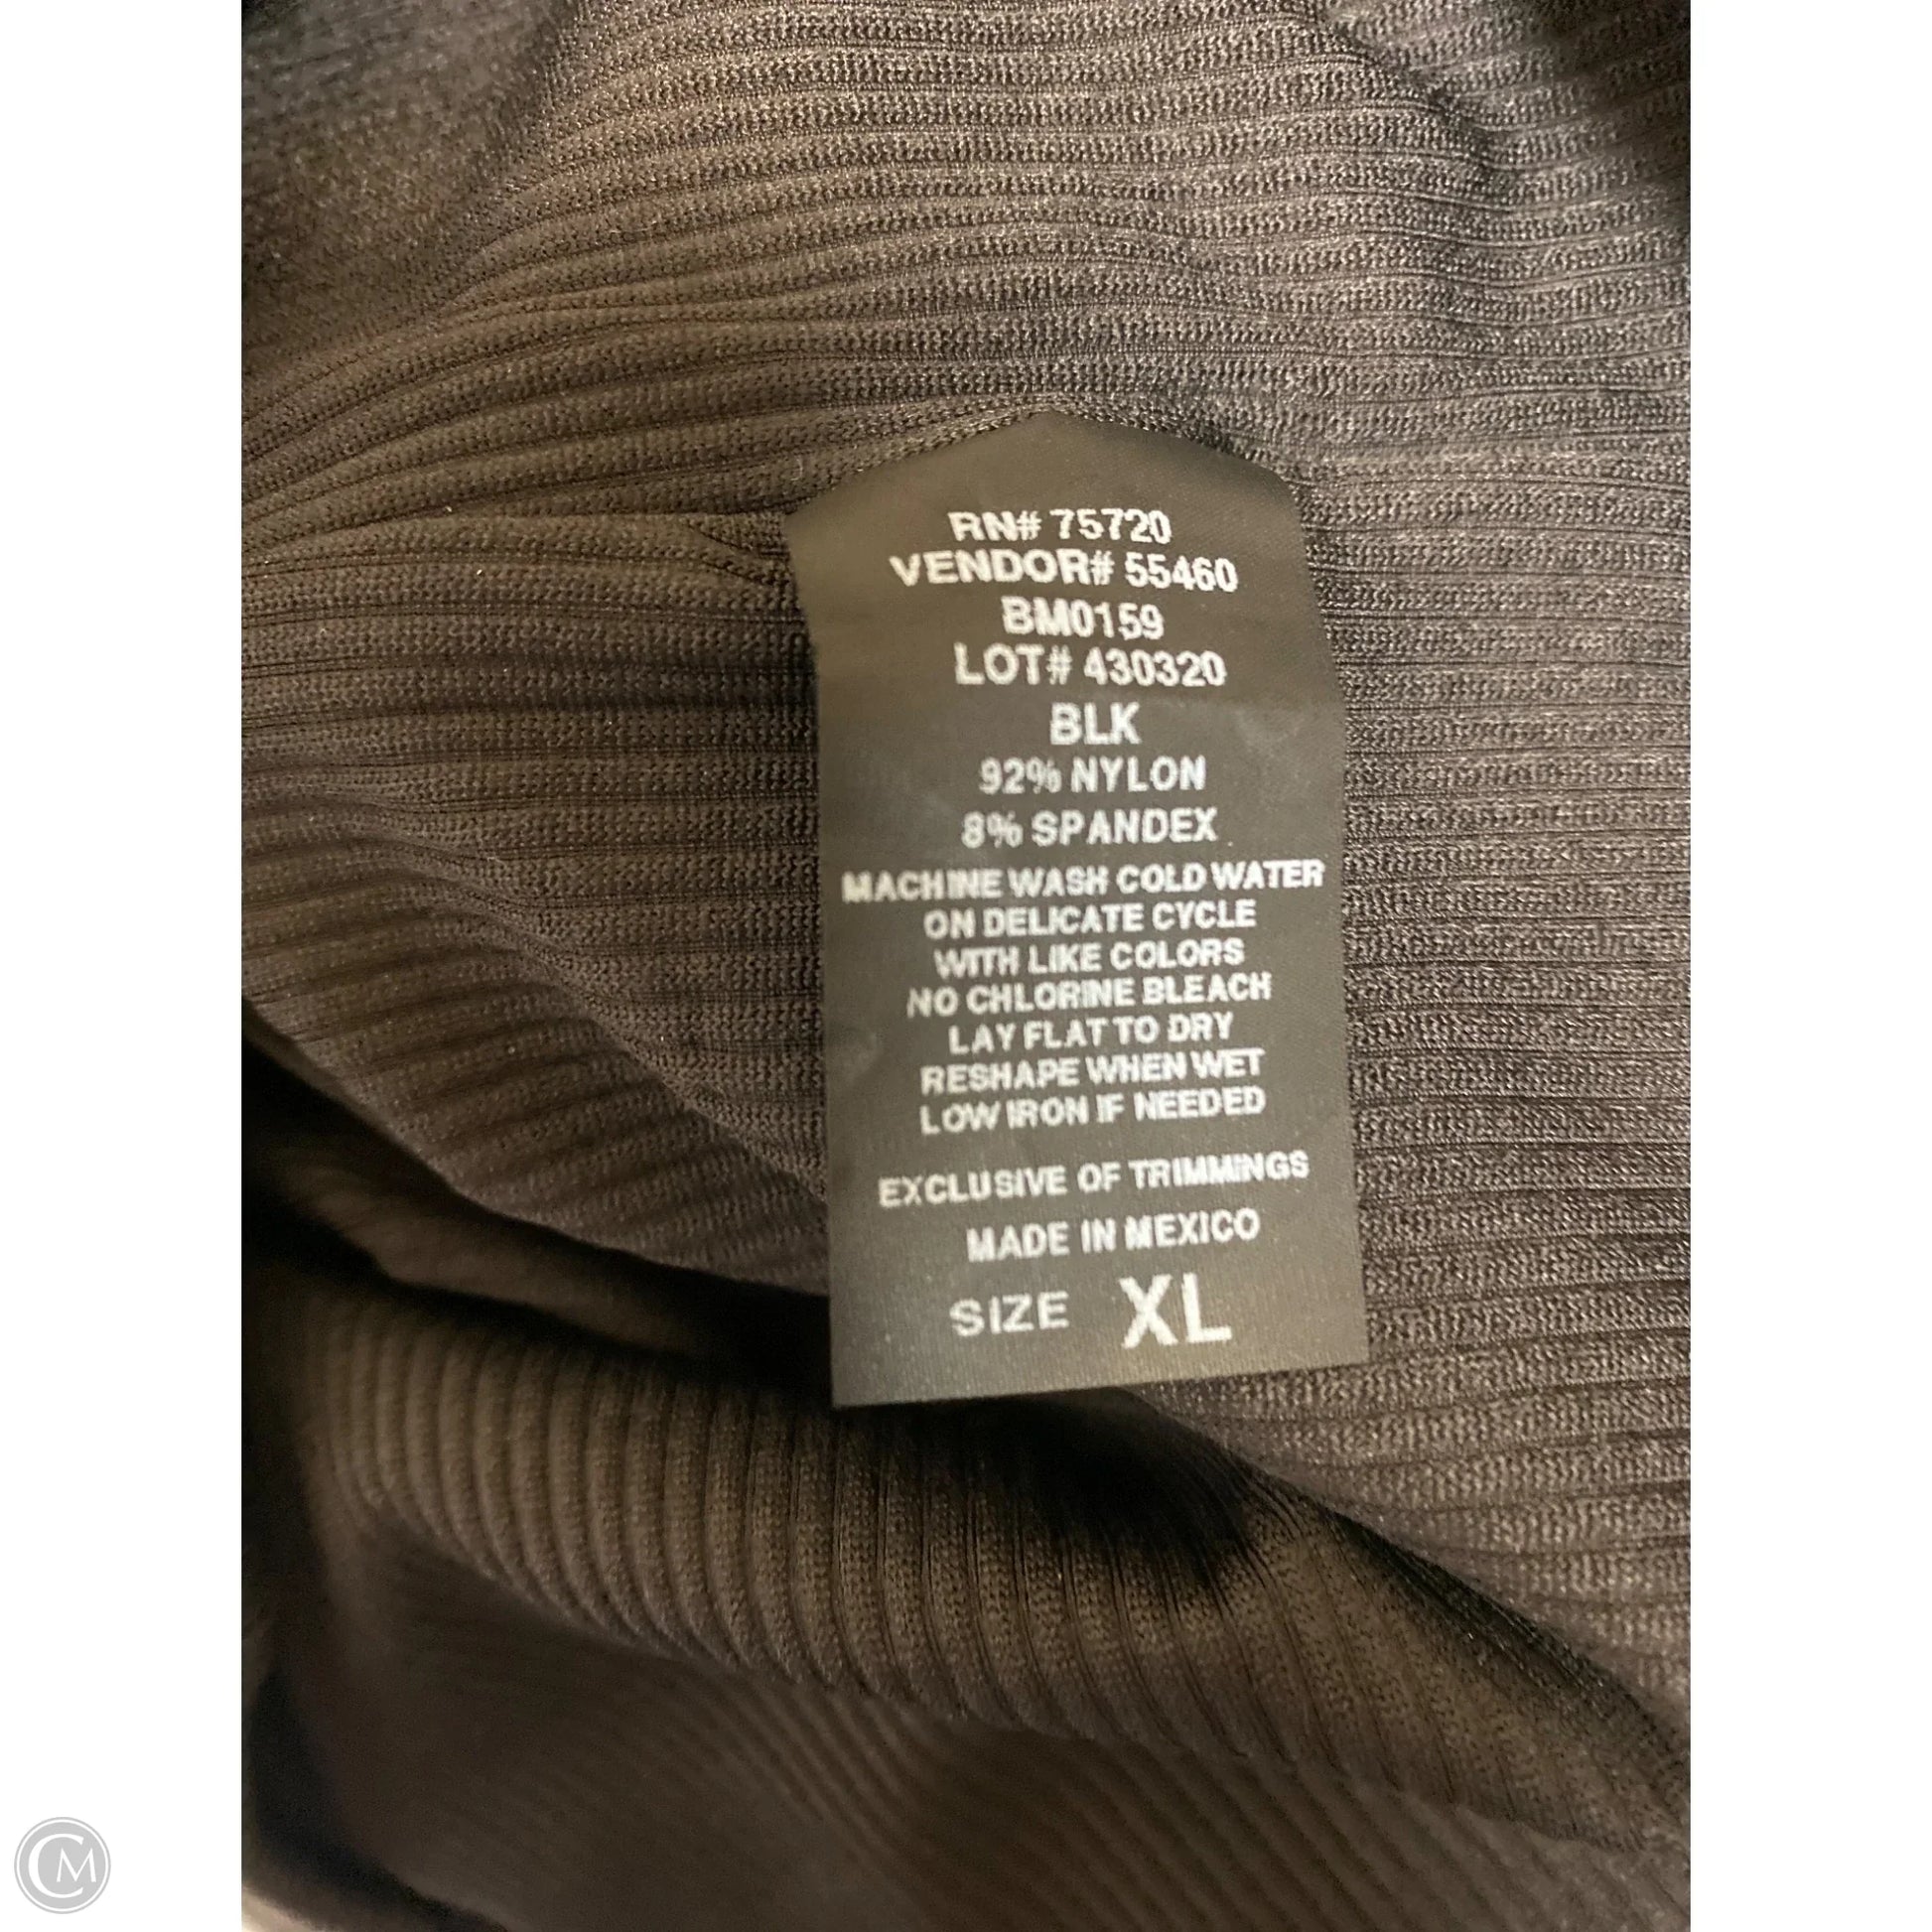 RN# 75720
VENDOR# 55460
BM0159
LOT# 430320
BLK
92% NYLON
8% SPANDEX
MACHINE WASH COLD WATER
ON DELICATE CYCLE
WITH LIKE COLORS
NO CHLORINE BLEACH
LAY FLAT TO DRY
RESHAPE WHEN WET
LOW IRON IF NEEDED
EXCLUSIVE OF TRIMMINGS
MADE IN MEXICO
SIZE XL
CM